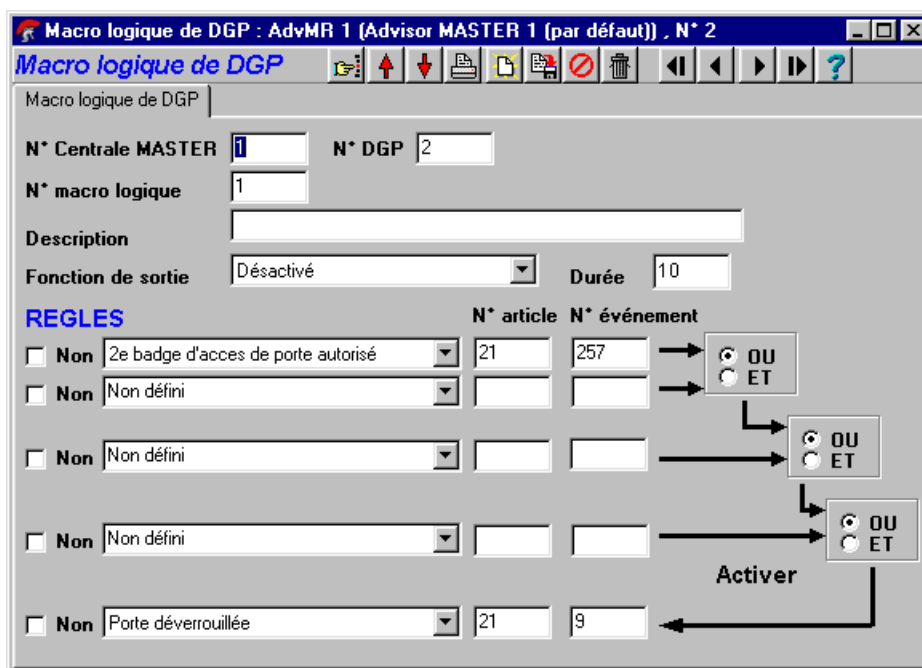 Macro logique de DGP : AdvMR 1 (Advisor MASTER 1 (par défaut)) , N° 2
Macro logique de DGP
?
Macro logique de DGP
N° Centrale MASTER 1 N° DGP 2
N° macro logique 1
Description
Fonction de sortie Désactivé Durée 10
REGLES N° article N° événement
Non 2e badge d'acces de porte autorisé 21 257 OU
ET
Non Non défini
Non Non défini OU
ET
Non Non défini OU
ET
Activer
Non Porte déverrouillée 21 9